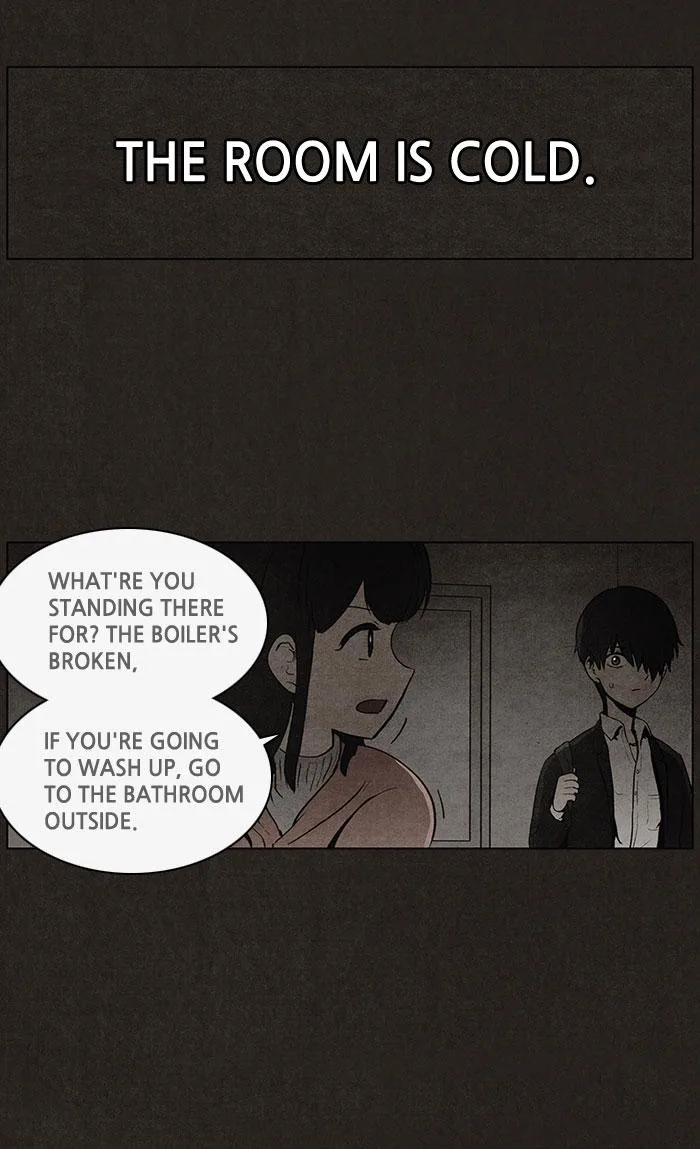 THE ROOM IS COLD.
WHAT'RE YOU
STANDING THERE
FOR? THE BOILER'S
BROKEN,
IF YOU'RE GOING
TO WASH UP, GO
TO THE BATHROOM
OUTSIDE.